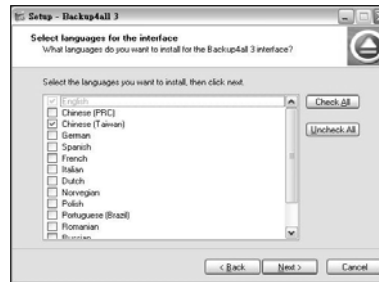 Setup - Backup4all 3
Select languages for the interface
What languages do you want to install for the Backup4all 3 interface?
Select the languages you want to install, then click next.
English
Chinese (PRC)
Chinese (Taiwan)
German
Spanish
French
Italian
Dutch
Norwegian
Polish
Portuguese (Brazil)
Romanian
Russian
Check All
Uncheck All
< Back
Next >
Cancel